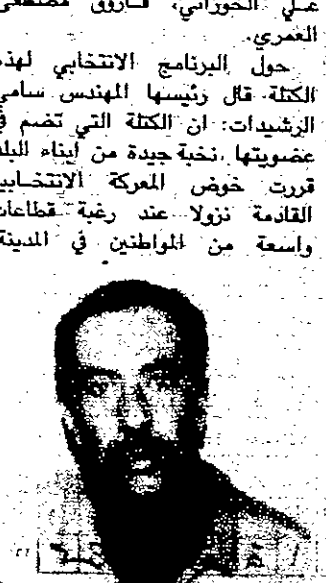 علي الحوراني، فاروق مصطفى
العمري.
حول البرنامج الانتخابي لهذه
الكتلة قال رئيسها المهندس سامي
الرشيدات: ان الكتلة التي تضم في
عضويتها نخبة جيدة من ابناء البلد
قررت خوض المعركة الانتخابية
القادمة نزولا عند رغبة قطاعات
واسعة من المواطنين في المدينة